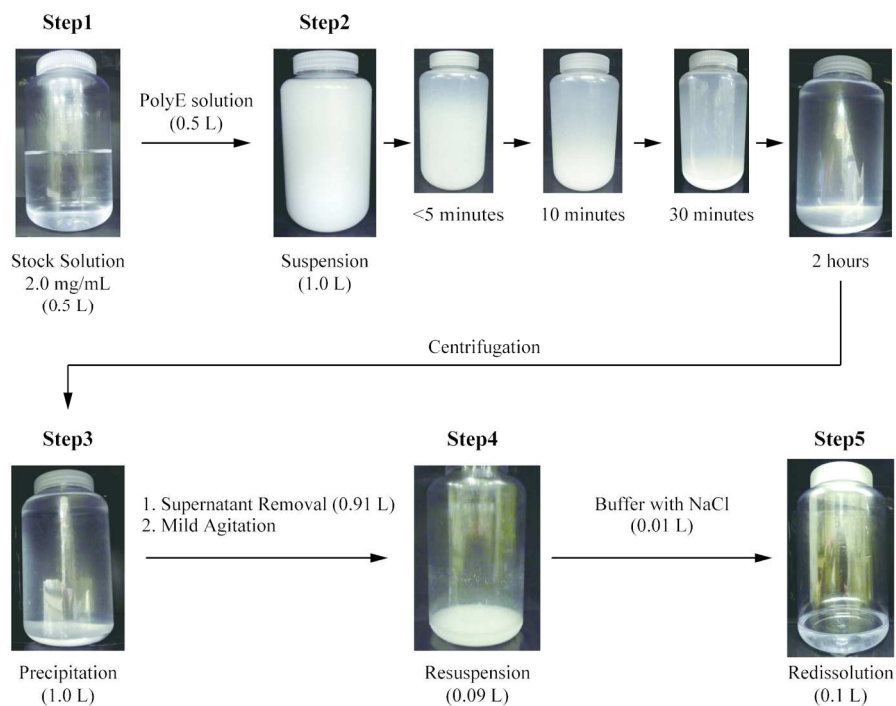 Step1
Step2
PolyE solution
(0.5 L)
<5 minutes
10 minutes
30 minutes
Stock Solution
2.0 mg/mL
(0.5 L)
Suspension
(1.0 L)
2 hours
Centrifugation
Step3
Step4
Step5
1. Supernatant Removal (0.91 L)
2. Mild Agitation
Buffer with NaCl
(0.01 L)
Precipitation
(1.0 L)
Resuspension
(0.09 L)
Redissolution
(0.1 L)